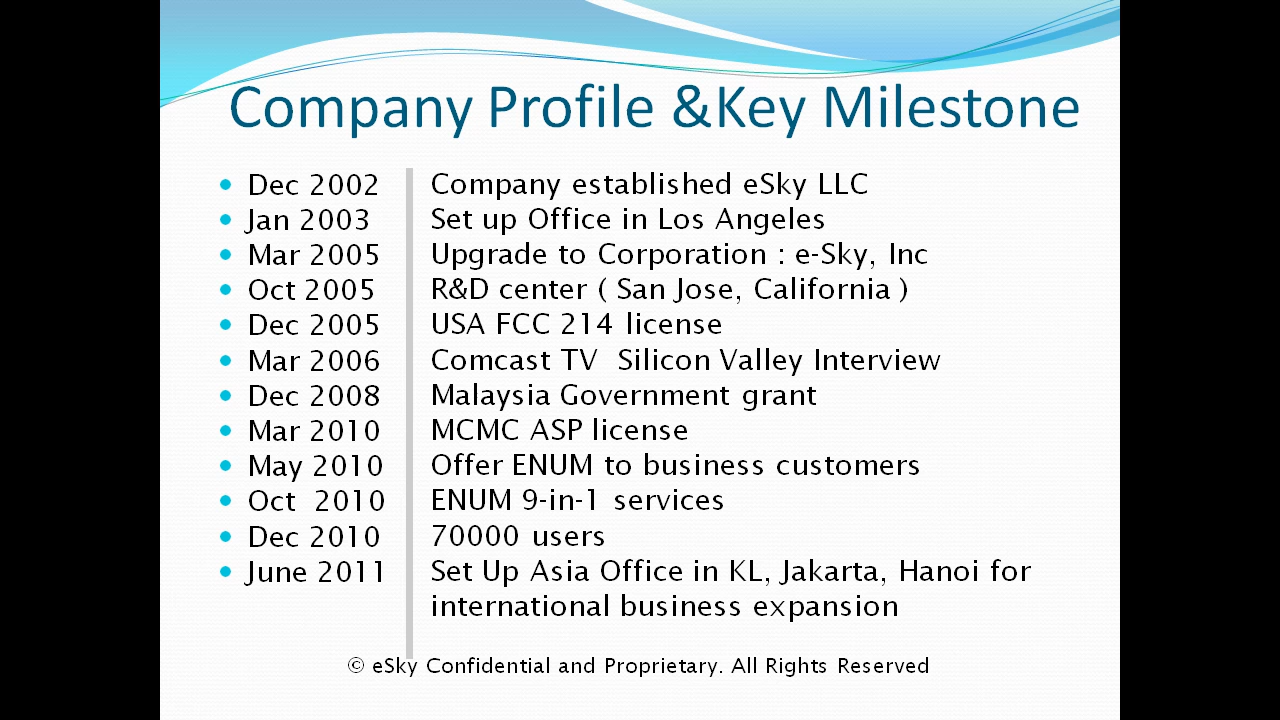 Company Profile &Key Milestone
Dec 2002 Company established eSky LLC
Jan 2003 Set up Office in Los Angeles
Mar 2005 Upgrade to Corporation : e-Sky, Inc
Oct 2005 R&D center ( San Jose, California )
Dec 2005 USA FCC 214 license
Mar 2006 Comcast TV  Silicon Valley Interview
Dec 2008 Malaysia Government grant
Mar 2010 MCMC ASP license
May 2010 Offer ENUM to business customers
Oct  2010 ENUM 9-in-1 services
Dec 2010 70000 users
June 2011 Set Up Asia Office in KL, Jakarta, Hanoi for
international business expansion
© eSky Confidential and Proprietary. All Rights Reserved